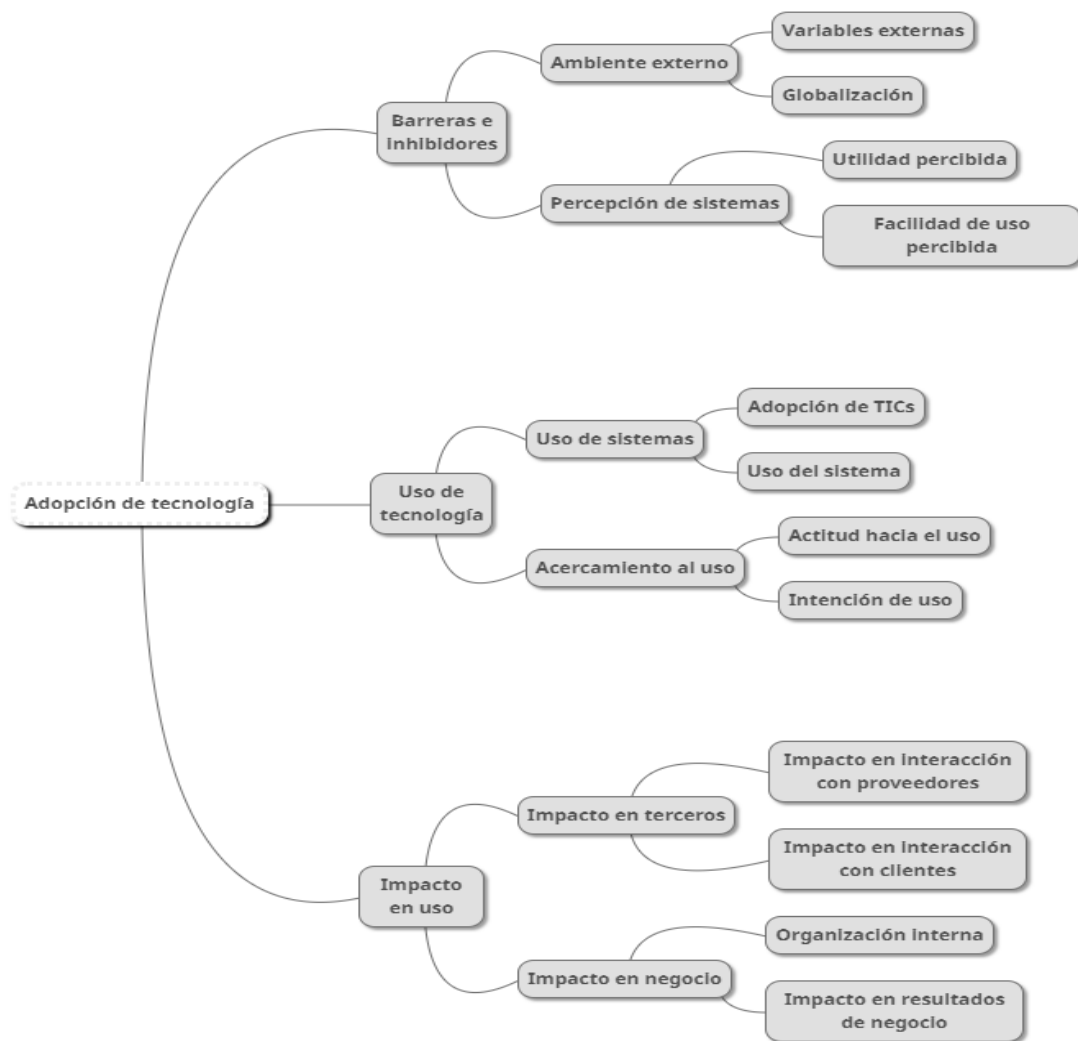 Variables externas
Ambiente externo
Globalización
Barreras e
inhibidores
Utilidad percibida
Percepción de sistemas
Facilidad de uso
percibida
Adopción de TICs
Uso de sistemas
Uso del sistema
Adopción de tecnología
Uso de
tecnología
Actitud hacia el uso
Acercamiento al uso
Intención de uso
Impacto en interacción
con proveedores
Impacto en terceros
Impacto en interacción
con clientes
Impacto
en uso
Organización interna
Impacto en negocio
Impacto en resultados
de negocio